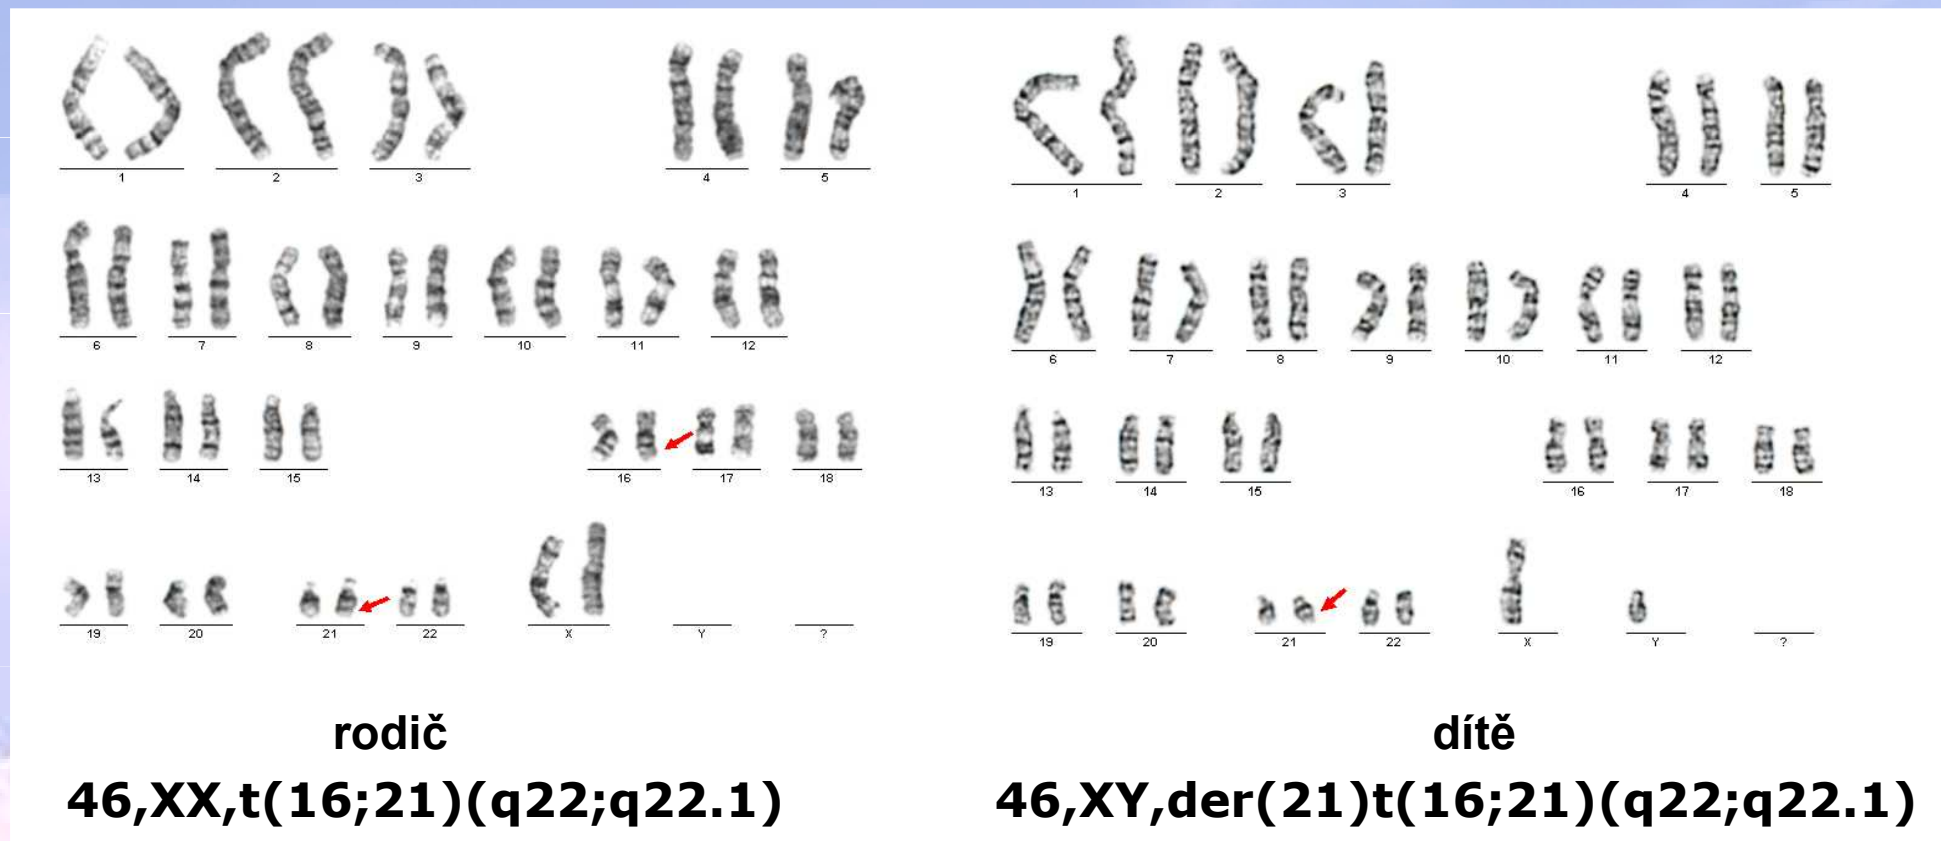 1 2 3 4 5
6 7 8 9 10 11 12
13 14 15 16 17 18
19 20 21 22 X Y ?
rodič
46,XX,t(16;21)(q22;q22.1)
1 2 3 4 5
6 7 8 9 10 11 12
13 14 15 16 17 18
19 20 21 22 X Y ?
dítě
46,XY,der(21)t(16;21)(q22;q22.1)